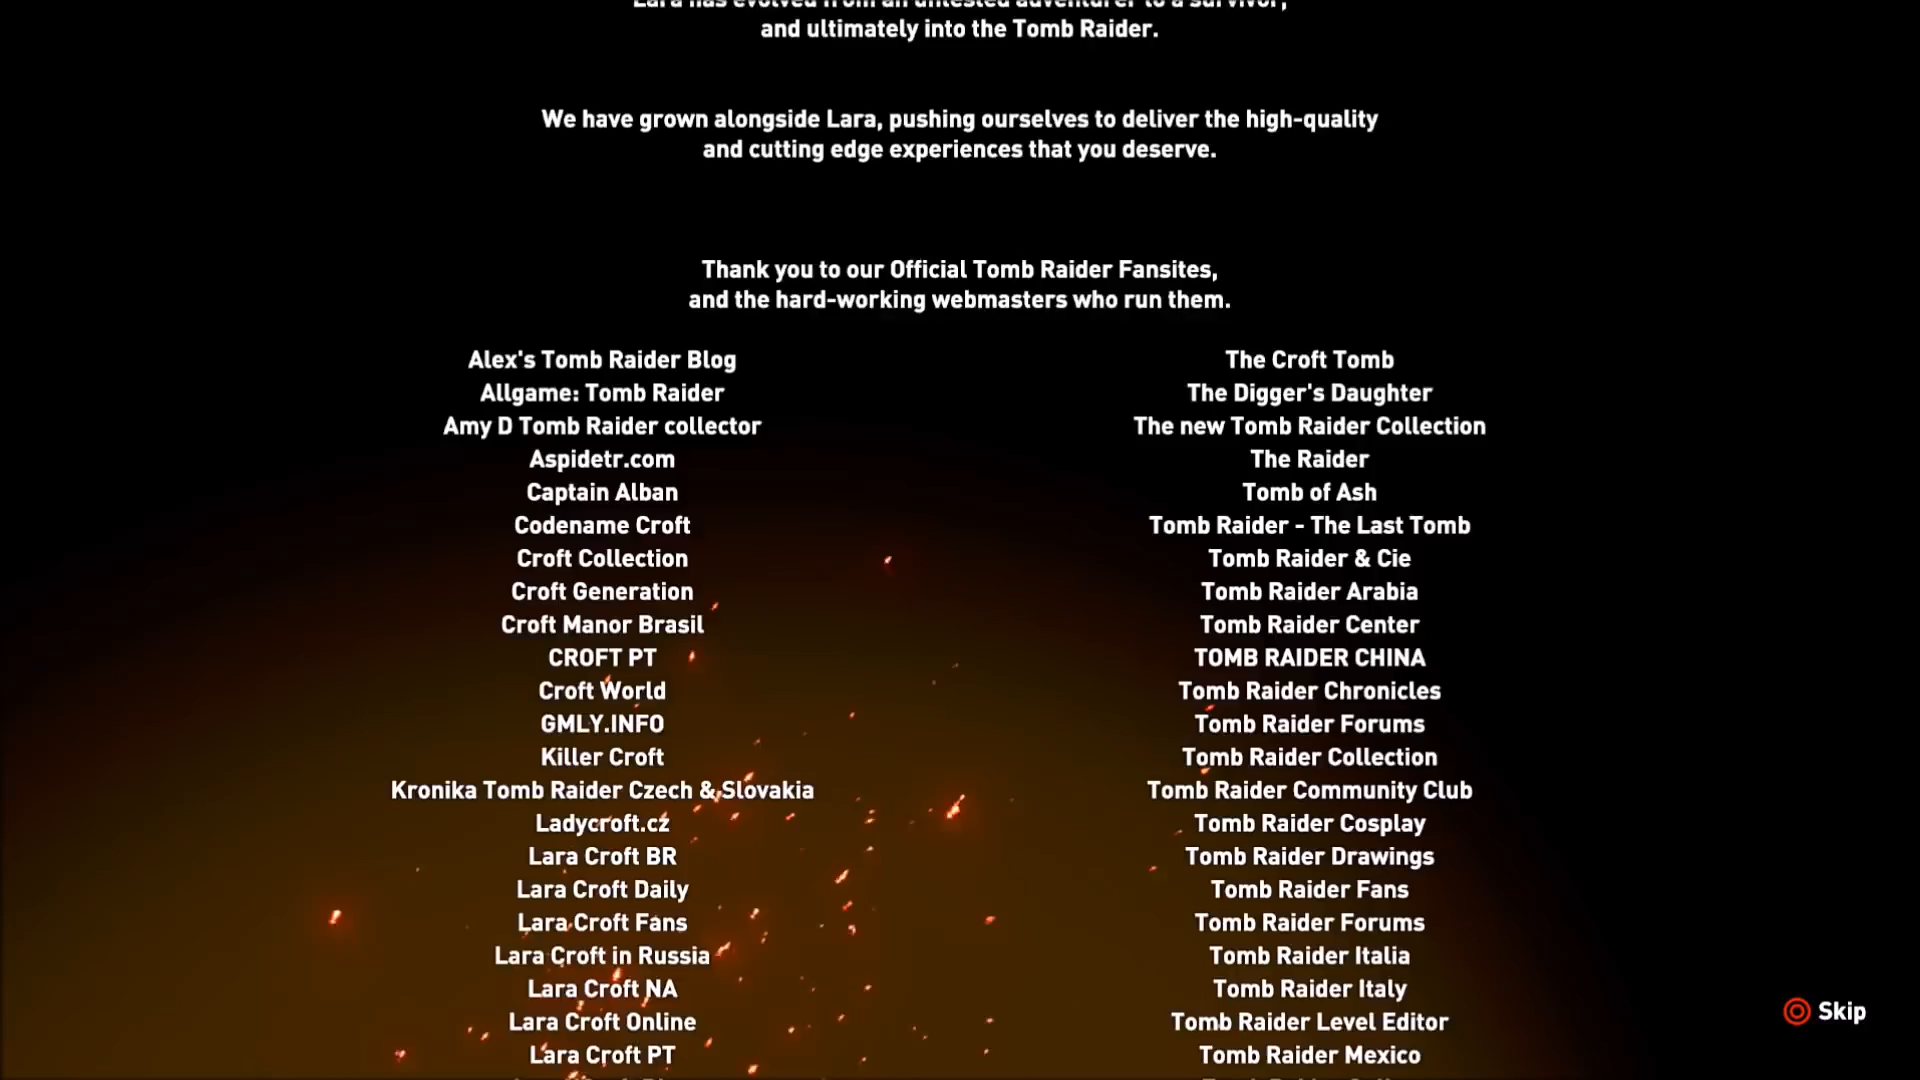 Lara has evolved from an untested adventurer to a survivor,
and ultimately into the Tomb Raider.
We have grown alongside Lara, pushing ourselves to deliver the high-quality
and cutting edge experiences that you deserve.
Thank you to our Official Tomb Raider Fansites,
and the hard-working webmasters who run them.
Alex's Tomb Raider Blog
Allgame: Tomb Raider
Amy D Tomb Raider collector
Aspidetr.com
Captain Alban
Codename Croft
Croft Collection
Croft Generation
Croft Manor Brasil
CROFT PT
Croft World
GMLY.INFO
Killer Croft
Kronika Tomb Raider Czech & Slovakia
Ladycroft.cz
Lara Croft BR
Lara Croft Daily
Lara Croft Fans
Lara Croft in Russia
Lara Croft NA
Lara Croft Online
Lara Croft PT
The Croft Tomb
The Digger's Daughter
The new Tomb Raider Collection
The Raider
Tomb of Ash
Tomb Raider - The Last Tomb
Tomb Raider & Cie
Tomb Raider Arabia
Tomb Raider Center
TOMB RAIDER CHINA
Tomb Raider Chronicles
Tomb Raider Forums
Tomb Raider Collection
Tomb Raider Community Club
Tomb Raider Cosplay
Tomb Raider Drawings
Tomb Raider Fans
Tomb Raider Forums
Tomb Raider Italia
Tomb Raider Italy
Tomb Raider Level Editor
Tomb Raider Mexico
Skip